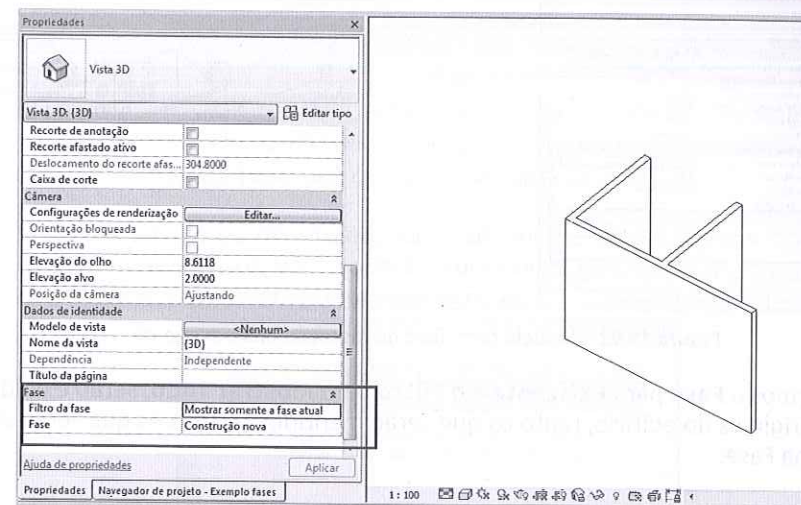 Propriedades
Vista 3D
Vista 3D: {3D}
Editar tipo
Recorte de anotação
Recorte afastado ativo
Deslocamento do recorte afas... 304.8000
Caixa de corte
Câmera
Configurações de renderização Editar...
Orientação bloqueada
Perspectiva
Elevação do olho 8.6118
Elevação alvo 2.0000
Posição da câmera Ajustando
Dados de identidade
Modelo de vista <Nenhum>
Nome da vista {3D}
Dependência Independente
Título da página
Fase
Filtro da fase Mostrar somente a fase atual
Fase Construção nova
Ajuda de propriedades Aplicar
Propriedades Navegador de projeto - Exemplo fases
1 : 100